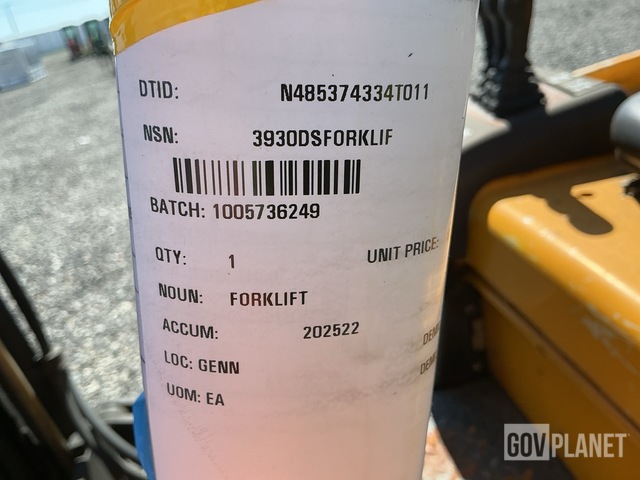 DTID: N485374334T011
NSN: 3930DSFORKLIF
BATCH: 1005736249
QTY: 1 UNIT PRICE:
NOUN: FORKLIFT
ACCUM: 202522
LOC: GENN
UOM: EA
GOVPLANET